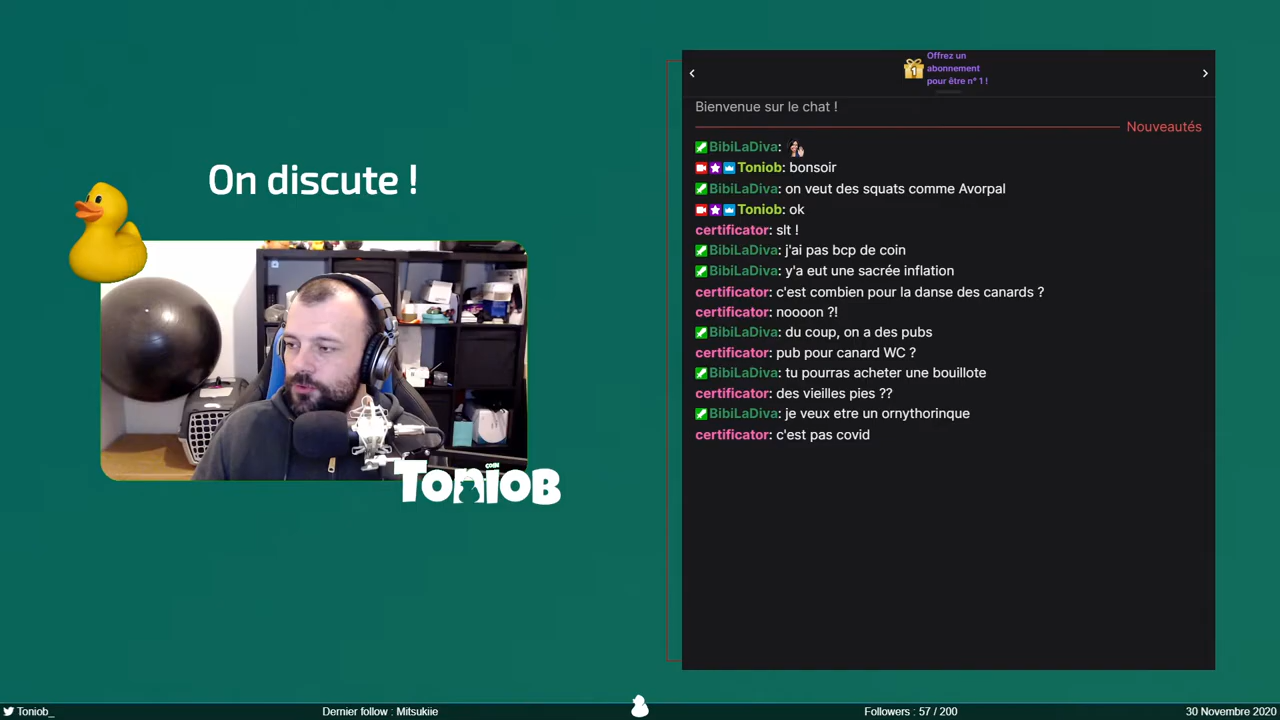 Offrez un
abonnement
pour être n° 1 !
1
Bienvenue sur le chat !
Nouveautés
On discute !
BibiLaDiva:
Toniob: bonsoir
BibiLaDiva: on veut des squats comme Avorpal
Toniob: ok
certificator: slt !
BibiLaDiva: j'ai pas bcp de coin
BibiLaDiva: y'a eut une sacrée inflation
certificator: c'est combien pour la danse des canards ?
certificator: noooon ?!
BibiLaDiva: du coup, on a des pubs
certificator: pub pour canard WC ?
BibiLaDiva: tu pourras acheter une bouillote
certificator: des vieilles pies ??
BibiLaDiva: je veux etre un ornythorinque
certificator: c'est pas covid
COIN
TONIOB
Toniob_
Dernier follow : Mitsukiie
Followers : 57 / 200
30 Novembre 2020